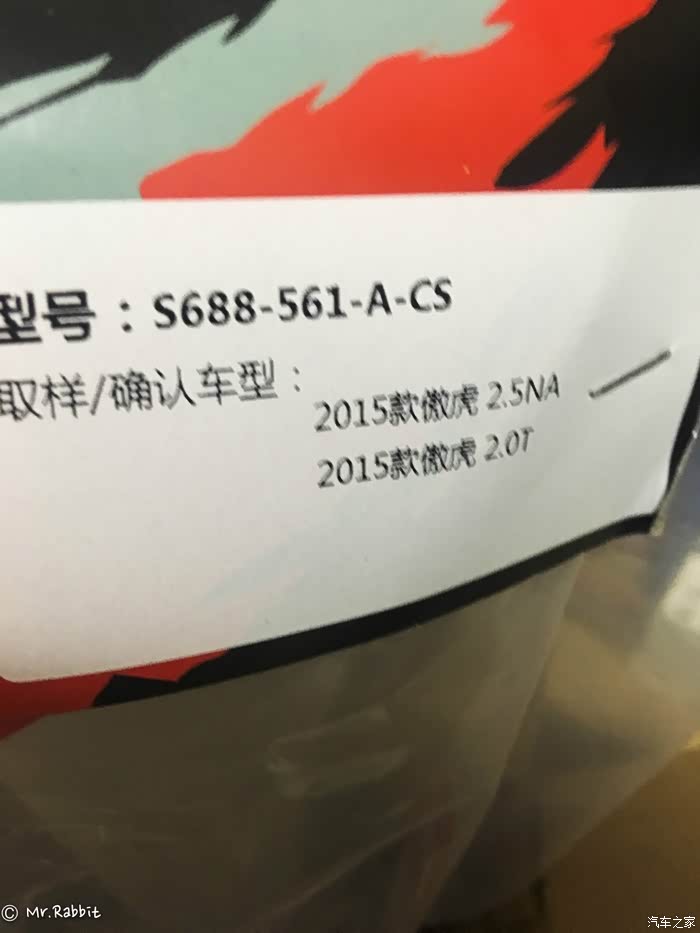 型号：S688-561-A-CS
取样/确认车型：
2015款傲虎 2.5NA
2015款傲虎 2.0T
© Mr.Rabbit
汽车之家